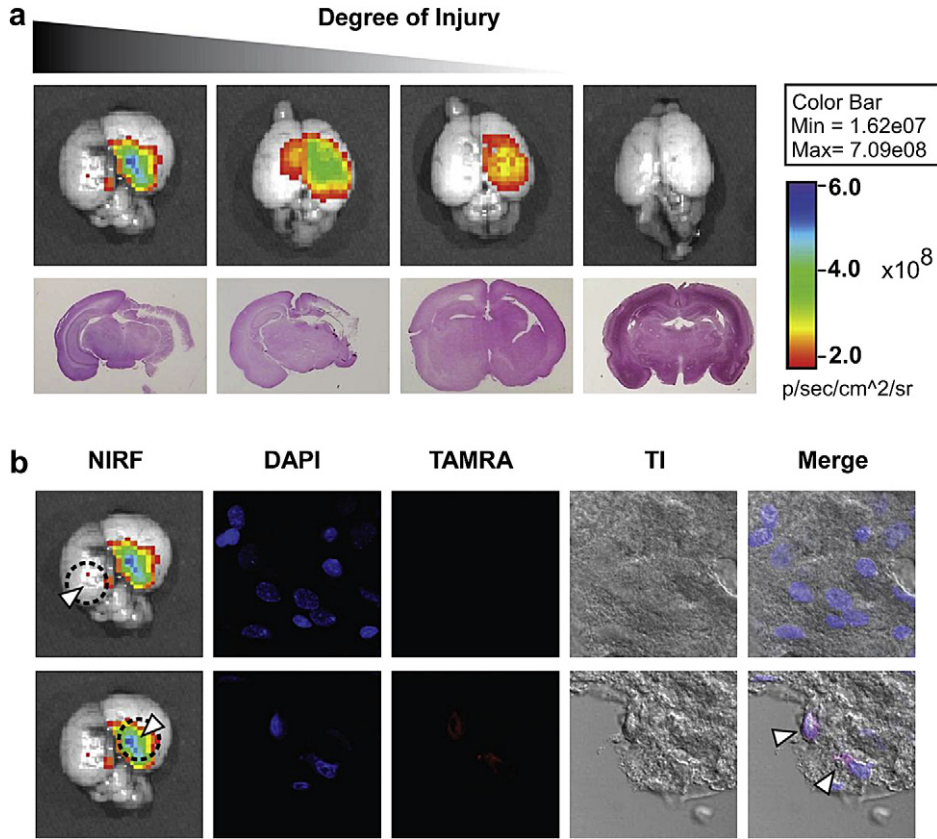 a
Degree of Injury
Color Bar
Min = 1.62e07
Max= 7.09e08
6.0
4.0
x10^8
2.0
p/sec/cm^2/sr
b
NIRF
DAPI
TAMRA
TI
Merge